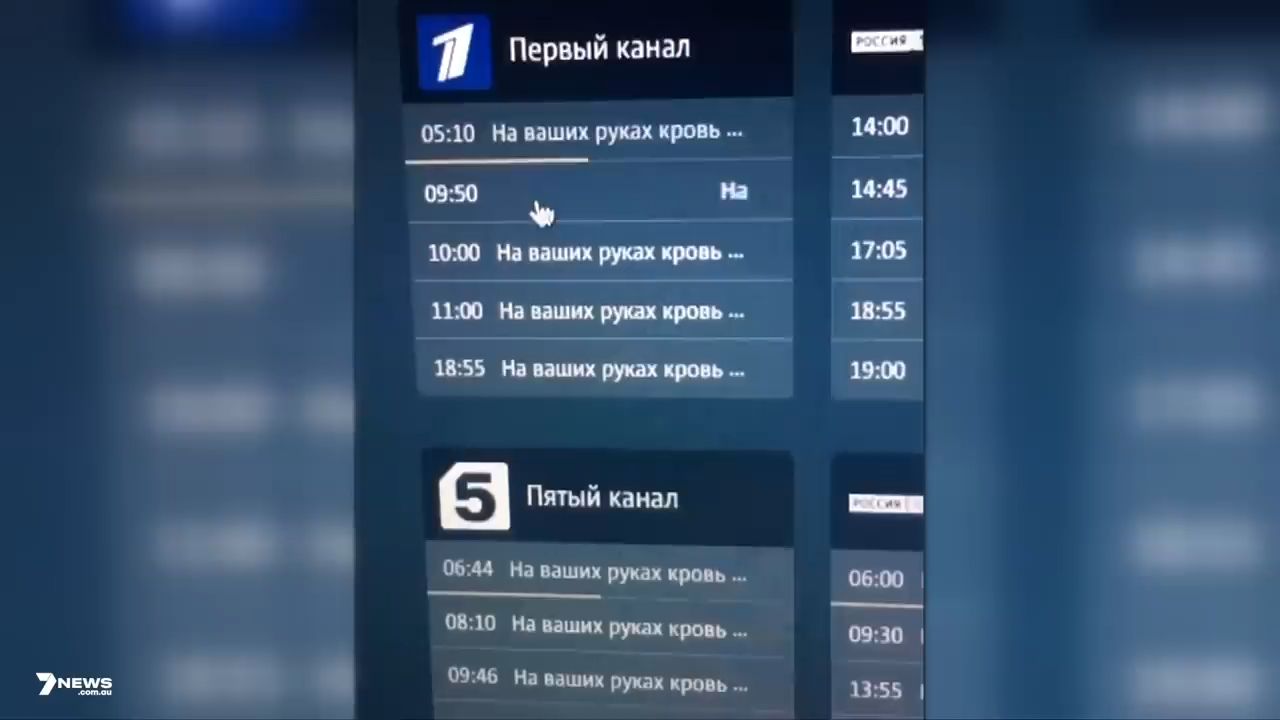 Первый канал
05:10 На ваших руках кровь ...
09:50 На
10:00 На ваших руках кровь ...
11:00 На ваших руках кровь ...
18:55 На ваших руках кровь ...
РОССИЯ
14:00
14:45
17:05
18:55
19:00
5 Пятый канал
06:44 На ваших руках кровь ...
08:10 На ваших руках кровь ...
09:46 На ваших руках кровь ...
РОССИЯ
06:00
09:30
13:55
7NEWS
.com.au